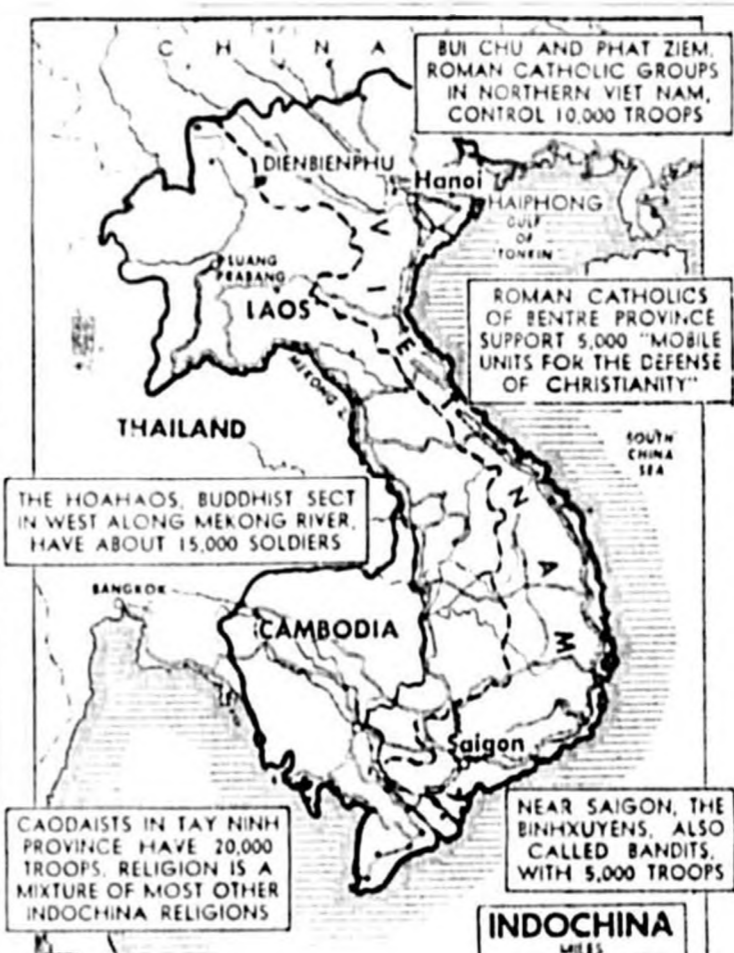 CHINA
BUI CHU AND PHAT ZIEM,
ROMAN CATHOLIC GROUPS
IN NORTHERN VIET NAM,
CONTROL 10,000 TROOPS
DIENBIENPHU
Hanoi
HAIPHONG
GULF
OF
TONKIN
LUANG
PRABANG
LAOS
VIETNAM
ROMAN CATHOLICS
OF BENTRE PROVINCE
SUPPORT 5,000 "MOBILE
UNITS FOR THE DEFENSE
OF CHRISTIANITY"
MEKONG R.
THAILAND
SOUTH
CHINA
SEA
THE HOAHAOS, BUDDHIST SECT
IN WEST ALONG MEKONG RIVER,
HAVE ABOUT 15,000 SOLDIERS
BANGKOK
CAMBODIA
Saigon
CAODAISTS IN TAY NINH
PROVINCE HAVE 20,000
TROOPS. RELIGION IS A
MIXTURE OF MOST OTHER
INDOCHINA RELIGIONS
NEAR SAIGON, THE
BINHXUYENS, ALSO
CALLED BANDITS,
WITH 5,000 TROOPS
INDOCHINA
MILES